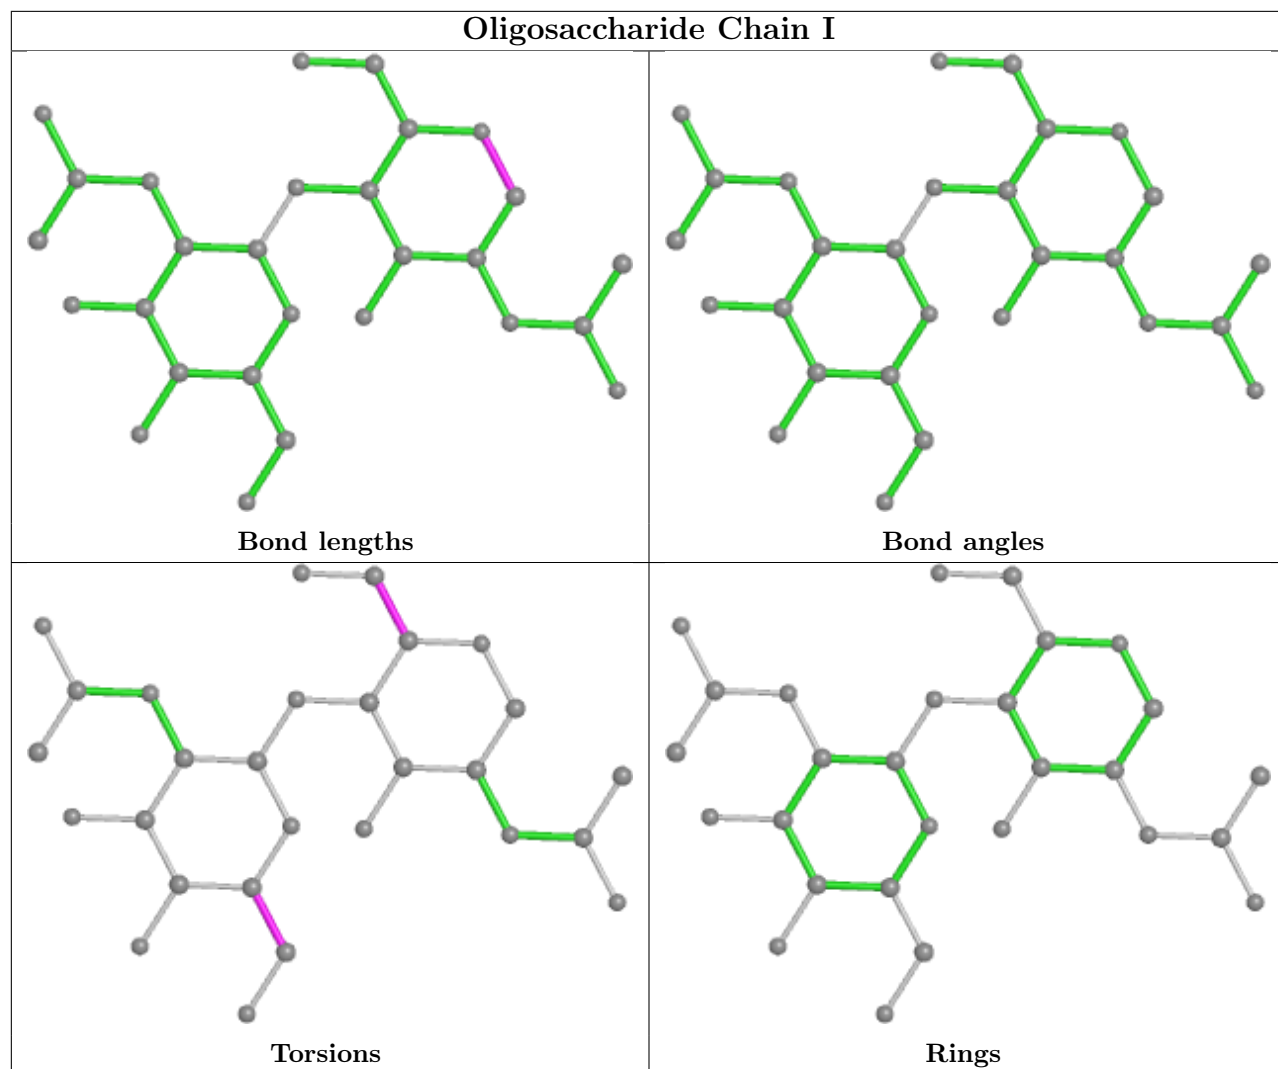 Oligosaccharide Chain I
Bond lengths
Bond angles
Torsions
Rings